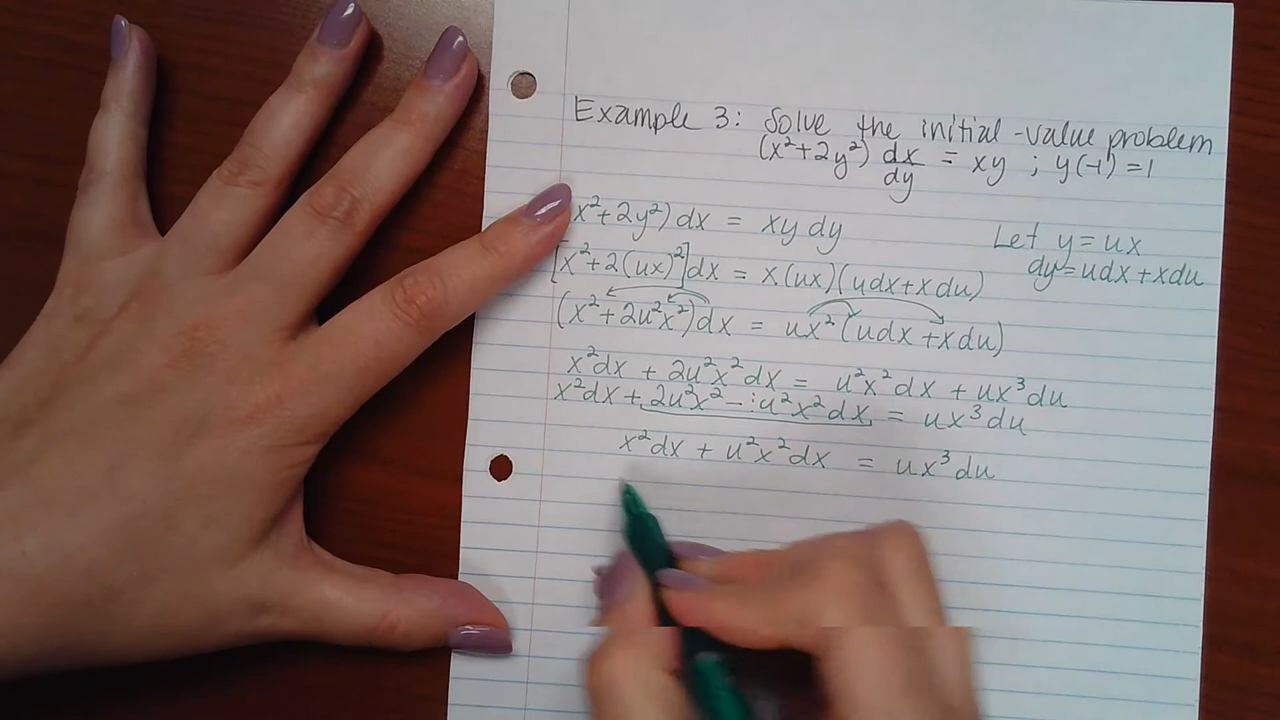 Example 3: Solve the initial-value problem
(x²+2y²) dx/dy = xy ; y(-1)=1
x²+2y²)dx = xy dy
Let y=ux
[x²+2(ux)²]dx = x(ux)(udx+xdu)
dy=udx+xdu
(x²+2u²x²)dx = ux²(udx+xdu)
x²dx + 2u²x²dx = u²x²dx + ux³du
x²dx+2u²x²-u²x²dx = ux³du
x²dx + u²x²dx = ux³du